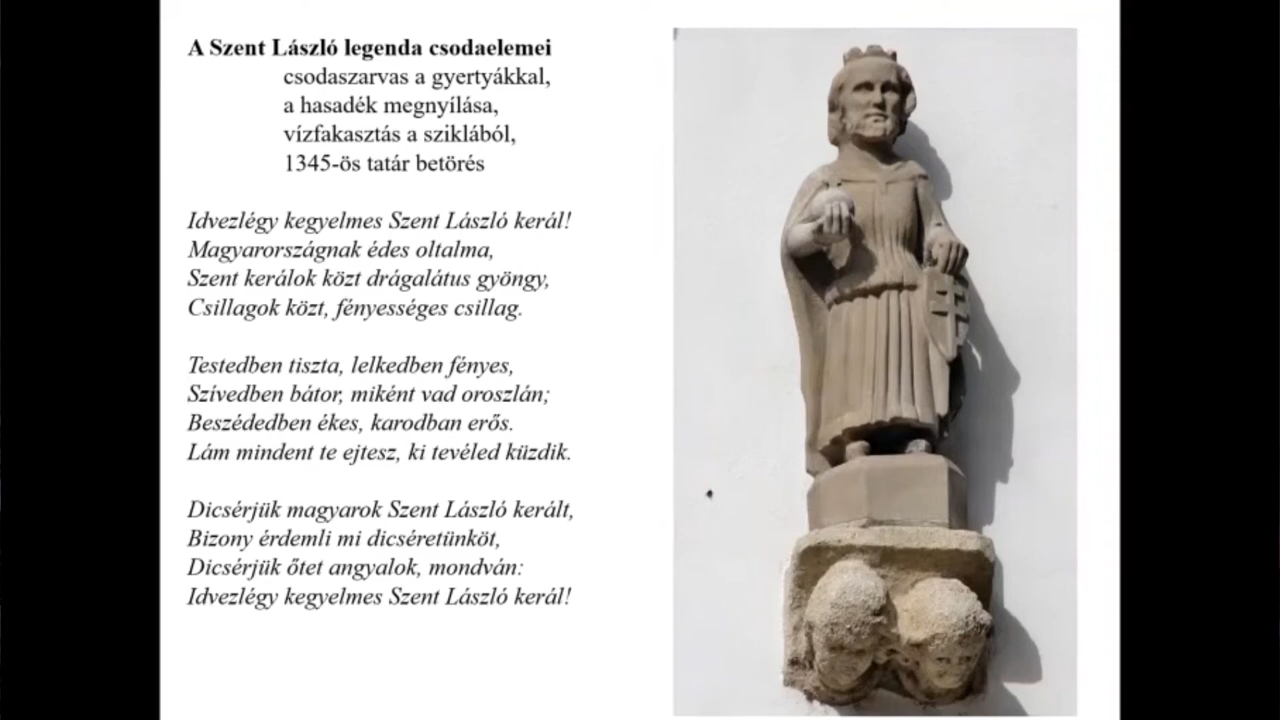 A Szent László legenda csodaelemei
csodaszarvas a gyertyákkal,
a hasadék megnyílása,
vízfakasztás a sziklából,
1345-ös tatár betörés
Idvezlégy kegyelmes Szent László kerál!
Magyarországnak édes oltalma,
Szent kerálok közt drágalátus gyöngy,
Csillagok közt, fényességes csillag.
Testedben tiszta, lelkedben fényes,
Szívedben bátor, miként vad oroszlán;
Beszédedben ékes, karodban erős.
Lám mindent te ejtesz, ki tevéled küzdik.
Dicsérjük magyarok Szent László kerált,
Bizony érdemli mi dicséretünköt,
Dicsérjük őtet angyalok, mondván:
Idvezlégy kegyelmes Szent László kerál!